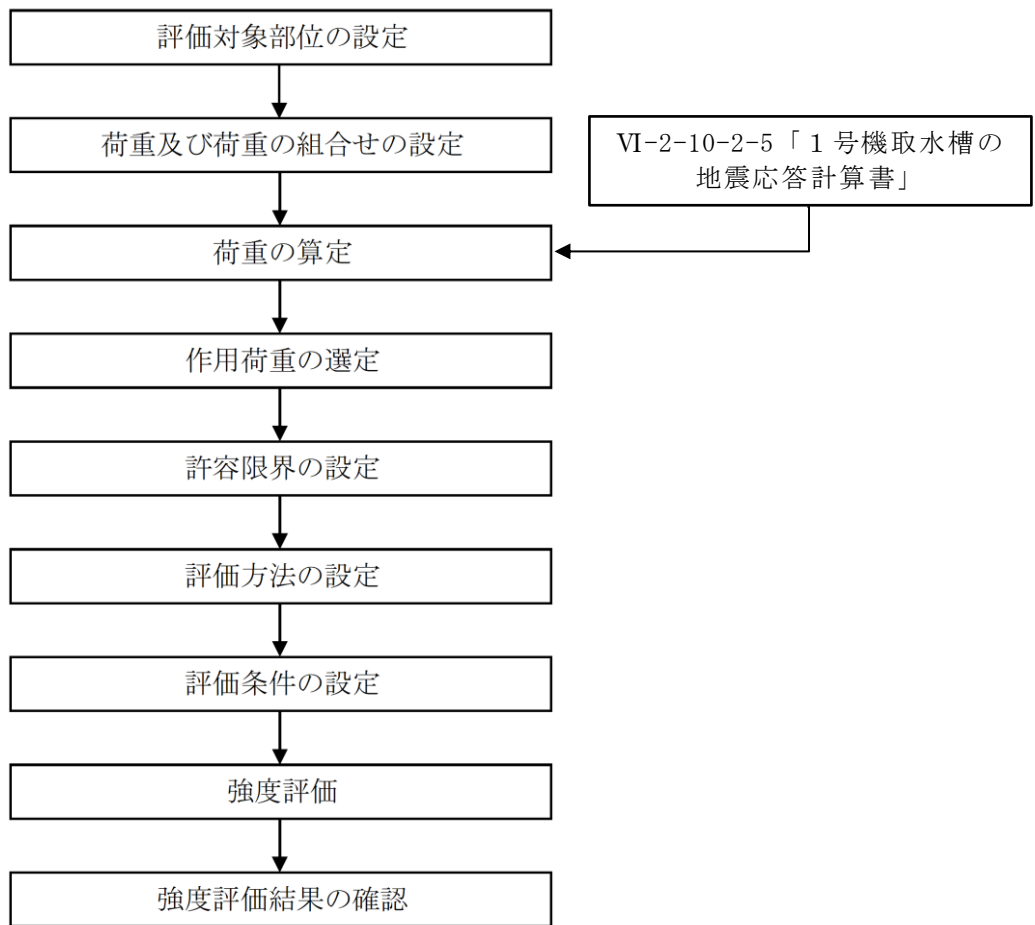 評価対象部位の設定
荷重及び荷重の組合せの設定
Ⅵ-2-10-2-5「１号機取水槽の
地震応答計算書」
荷重の算定
作用荷重の選定
許容限界の設定
評価方法の設定
評価条件の設定
強度評価
強度評価結果の確認